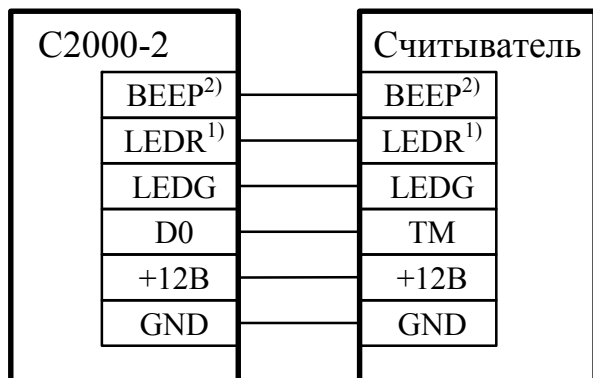 С2000-2 Считыватель
BEEP2) BEEP2)
LEDR1) LEDR1)
LEDG LEDG
D0 TM
+12В +12В
GND GND